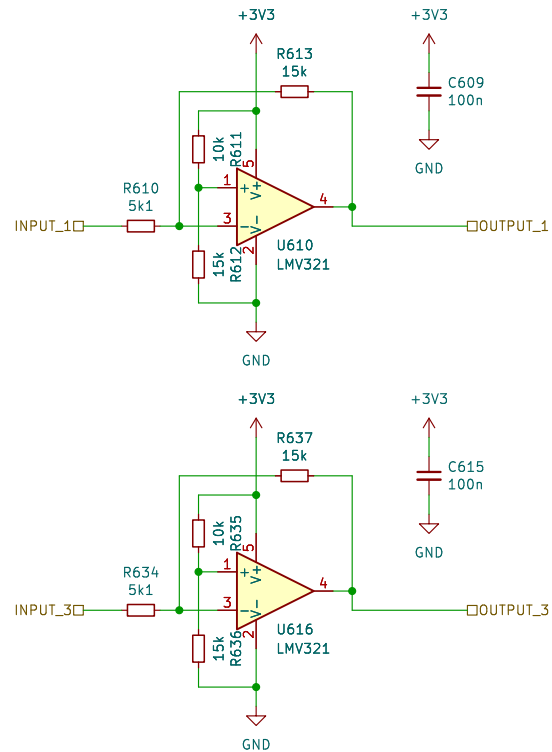 +3V3
+3V3
R613
15k
C609
100n
10k
R611
GND
5
1
+
V+
R610
5k1
4
INPUT_1
3
-
V-
OUTPUT_1
2
U610
LMV321
15k
R612
GND
+3V3
+3V3
R637
15k
C615
100n
10k
R635
GND
5
1
+
V+
R634
5k1
4
INPUT_3
3
-
V-
OUTPUT_3
2
U616
LMV321
15k
R636
GND